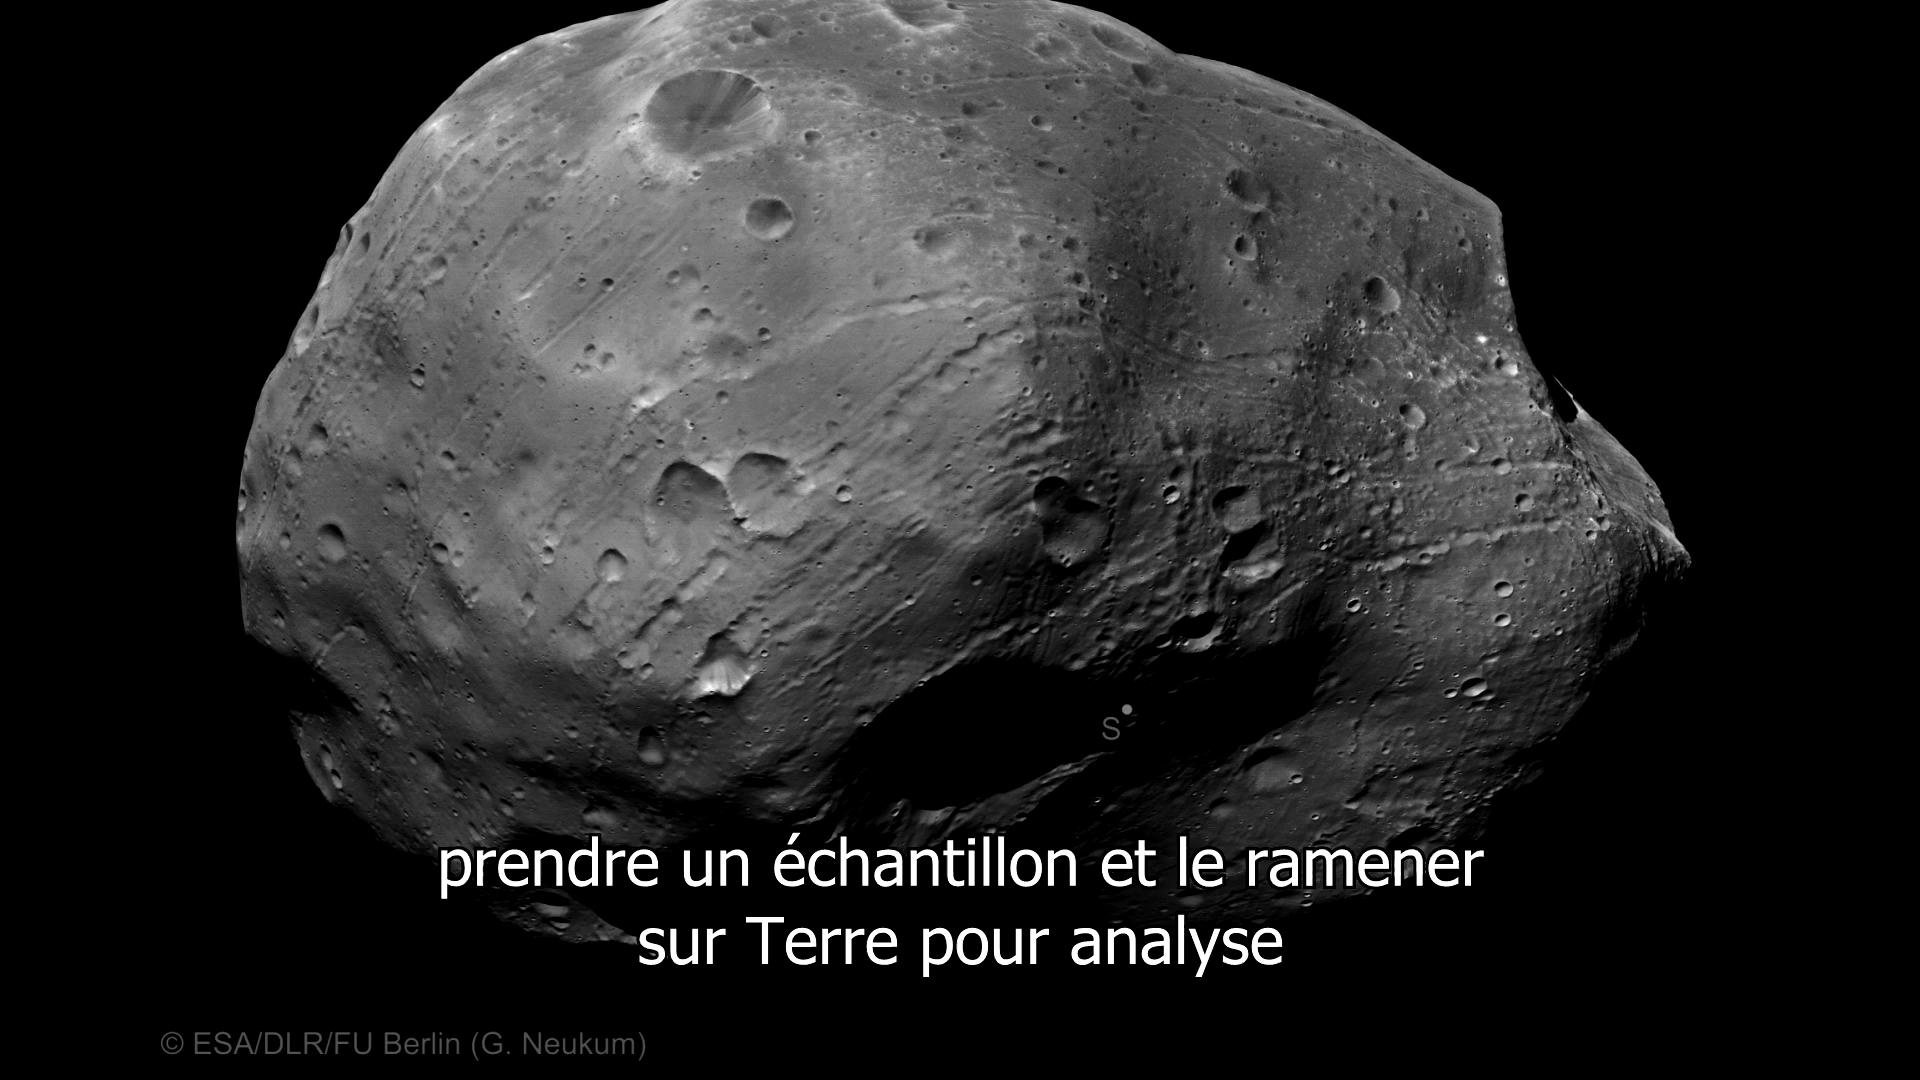 S
prendre un échantillon et le ramener
sur Terre pour analyse
© ESA/DLR/FU Berlin (G. Neukum)